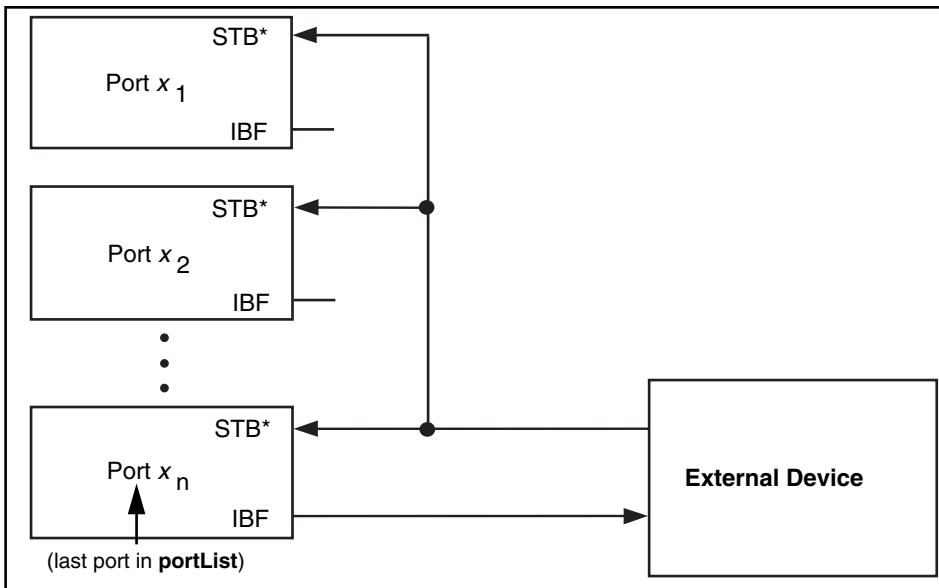 STB*
Port x 1
IBF
STB*
Port x 2
IBF
STB*
Port x n
IBF
External Device
(last port in portList)